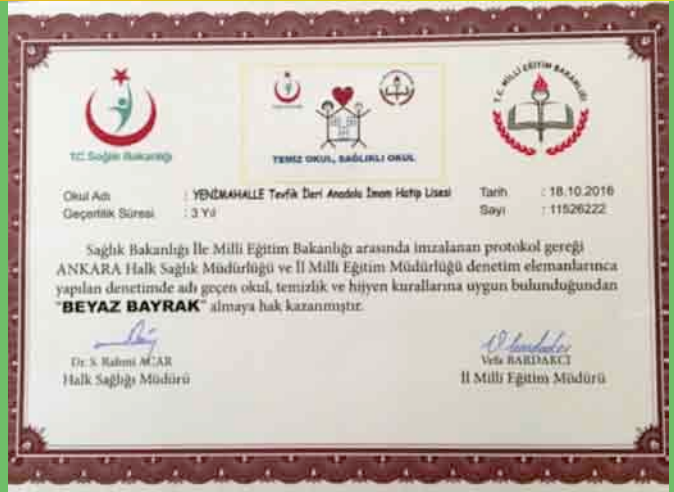 T.C. Sağlık Bakanlığı
TEMİZ OKUL, SAĞLIKLI OKUL
T.C. MİLLİ EĞİTİM BAKANLIĞI
Okul Adı : YENİMAHALLE Tevfik İleri Anadolu İmam Hatip Lisesi Tarih : 18.10.2016
Geçerlilik Süresi : 3 Yıl Sayı : 11526222
Sağlık Bakanlığı İle Milli Eğitim Bakanlığı arasında imzalanan protokol gereği
ANKARA Halk Sağlık Müdürlüğü ve İl Milli Eğitim Müdürlüğü denetim elemanlarınca
yapılan denetimde adı geçen okul, temizlik ve hijyen kurallarına uygun bulunduğundan
"BEYAZ BAYRAK" almaya hak kazanmıştır.
Dr. S. Rahmi ACAR Vefa BARDAKCI
Halk Sağlığı Müdürü İl Milli Eğitim Müdürü